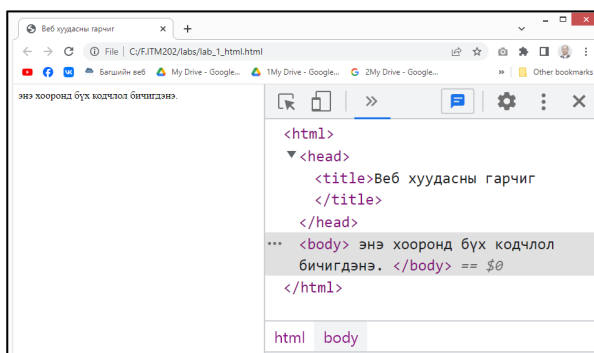 Веб хуудасны гарчиг
File | C:/F.ITM202/labs/lab_1_html.html
Багшийн веб My Drive - Google... 1My Drive - Google... 2My Drive - Google... » Other bookmarks
энэ хооронд бүх кодчлол бичигдэнэ.
<html>
▼<head>
<title>Веб хуудасны гарчиг
</title>
</head>
••• <body> энэ хооронд бүх кодчлол
бичигдэнэ. </body> == $0
</html>
html body